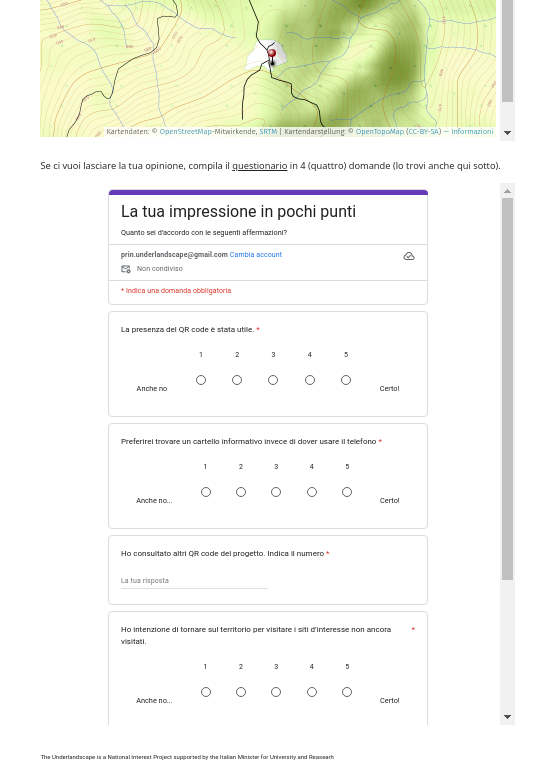 Kartendaten: © OpenStreetMap-Mitwirkende, SRTM | Kartendarstellung: © OpenTopoMap (CC-BY-SA) — Informazioni
Se ci vuoi lasciare la tua opinione, compila il questionario in 4 (quattro) domande (lo trovi anche qui sotto).
La tua impressione in pochi punti
Quanto sei d'accordo con le seguenti affermazioni?
prin.underlandscape@gmail.com Cambia account
Non condiviso
* Indica una domanda obbligatoria
La presenza del QR code è stata utile. *
1 2 3 4 5
Anche no Certo!
Preferirei trovare un cartello informativo invece di dover usare il telefono *
1 2 3 4 5
Anche no... Certo!
Ho consultato altri QR code del progetto. Indica il numero *
La tua risposta
Ho intenzione di tornare sul territorio per visitare i siti d'interesse non ancora *
visitati.
1 2 3 4 5
Anche no... Certo!
The Underlandscape is a National Interest Project supported by the Italian Minister for University and Reasearh